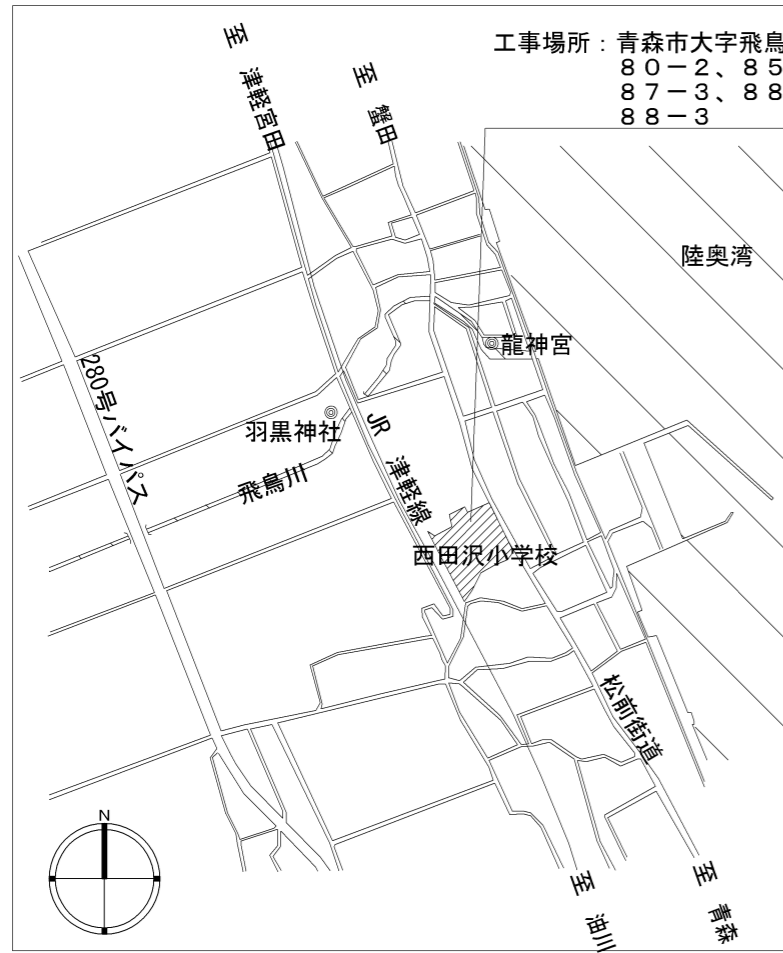 至 津軽宮田
至 蟹田
工事場所：青森市大字飛鳥
８０－２、８５
８７－３、８８
８８－３
陸奥湾
龍神宮
280号バイパス
羽黒神社
JR 津軽線
飛鳥川
西田沢小学校
松前街道
N
至 油川
至 青森